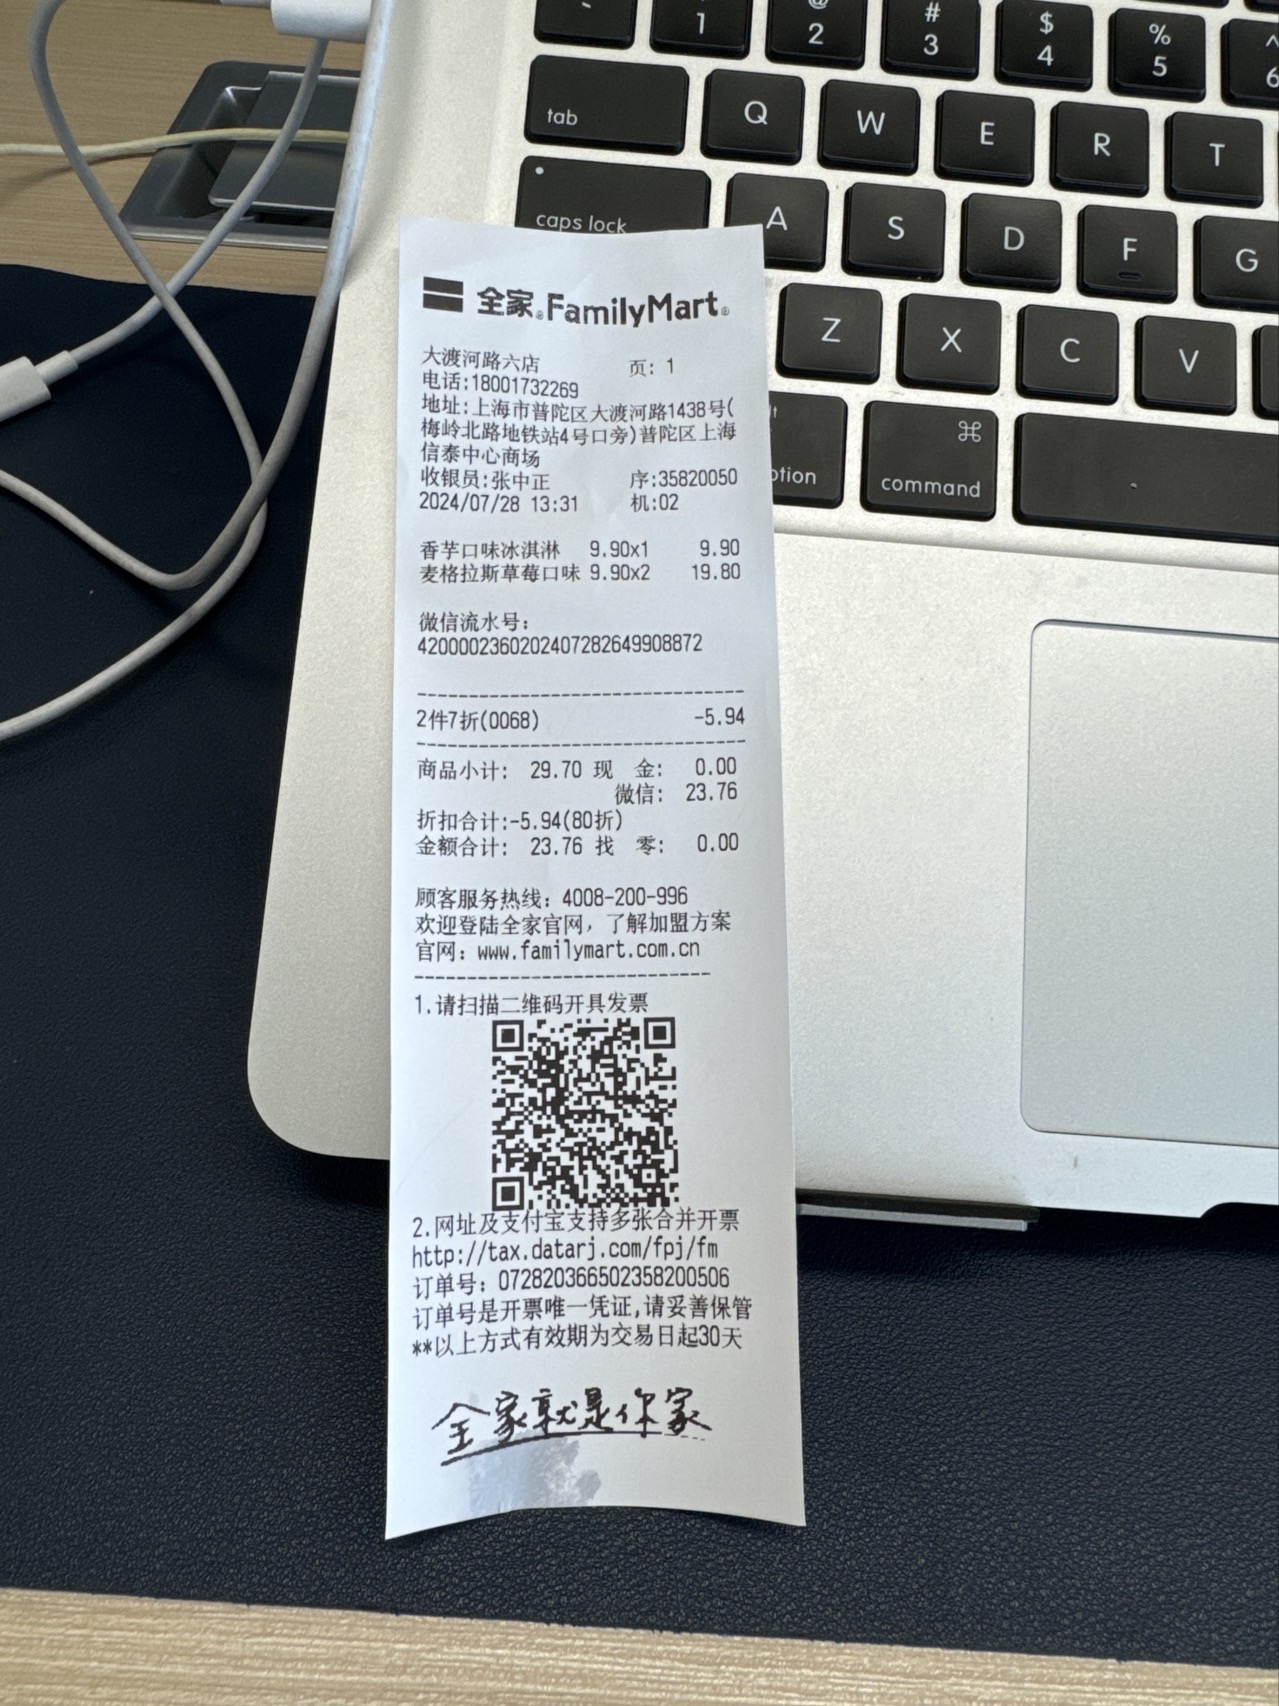 -
1
@
2
#
3
$
4
%
5
^
6
tab
Q
W
E
R
T
caps lock
A
S
D
F
G
Z
X
C
V
⌘
command
全家®FamilyMart®
大渡河路六店 页: 1
电话:18001732269
地址:上海市普陀区大渡河路1438号(
梅岭北路地铁站4号口旁)普陀区上海
信泰中心商场
收银员:张中正 序:35820050
2024/07/28 13:31 机:02
香芋口味冰淇淋 9.90x1 9.90
麦格拉斯草莓口味 9.90x2 19.80
微信流水号:
4200002360202407282649908872
2件7折(0068) -5.94
商品小计: 29.70 现 金: 0.00
微信: 23.76
折扣合计:-5.94(80折)
金额合计: 23.76 找 零: 0.00
顾客服务热线: 4008-200-996
欢迎登陆全家官网, 了解加盟方案
官网: www.familymart.com.cn
1.请扫描二维码开具发票
2.网址及支付宝支持多张合并开票
http://tax.datarj.com/fpj/fm
订单号: 072820366502358200506
订单号是开票唯一凭证,请妥善保管
**以上方式有效期为交易日起30天
全家就是你家